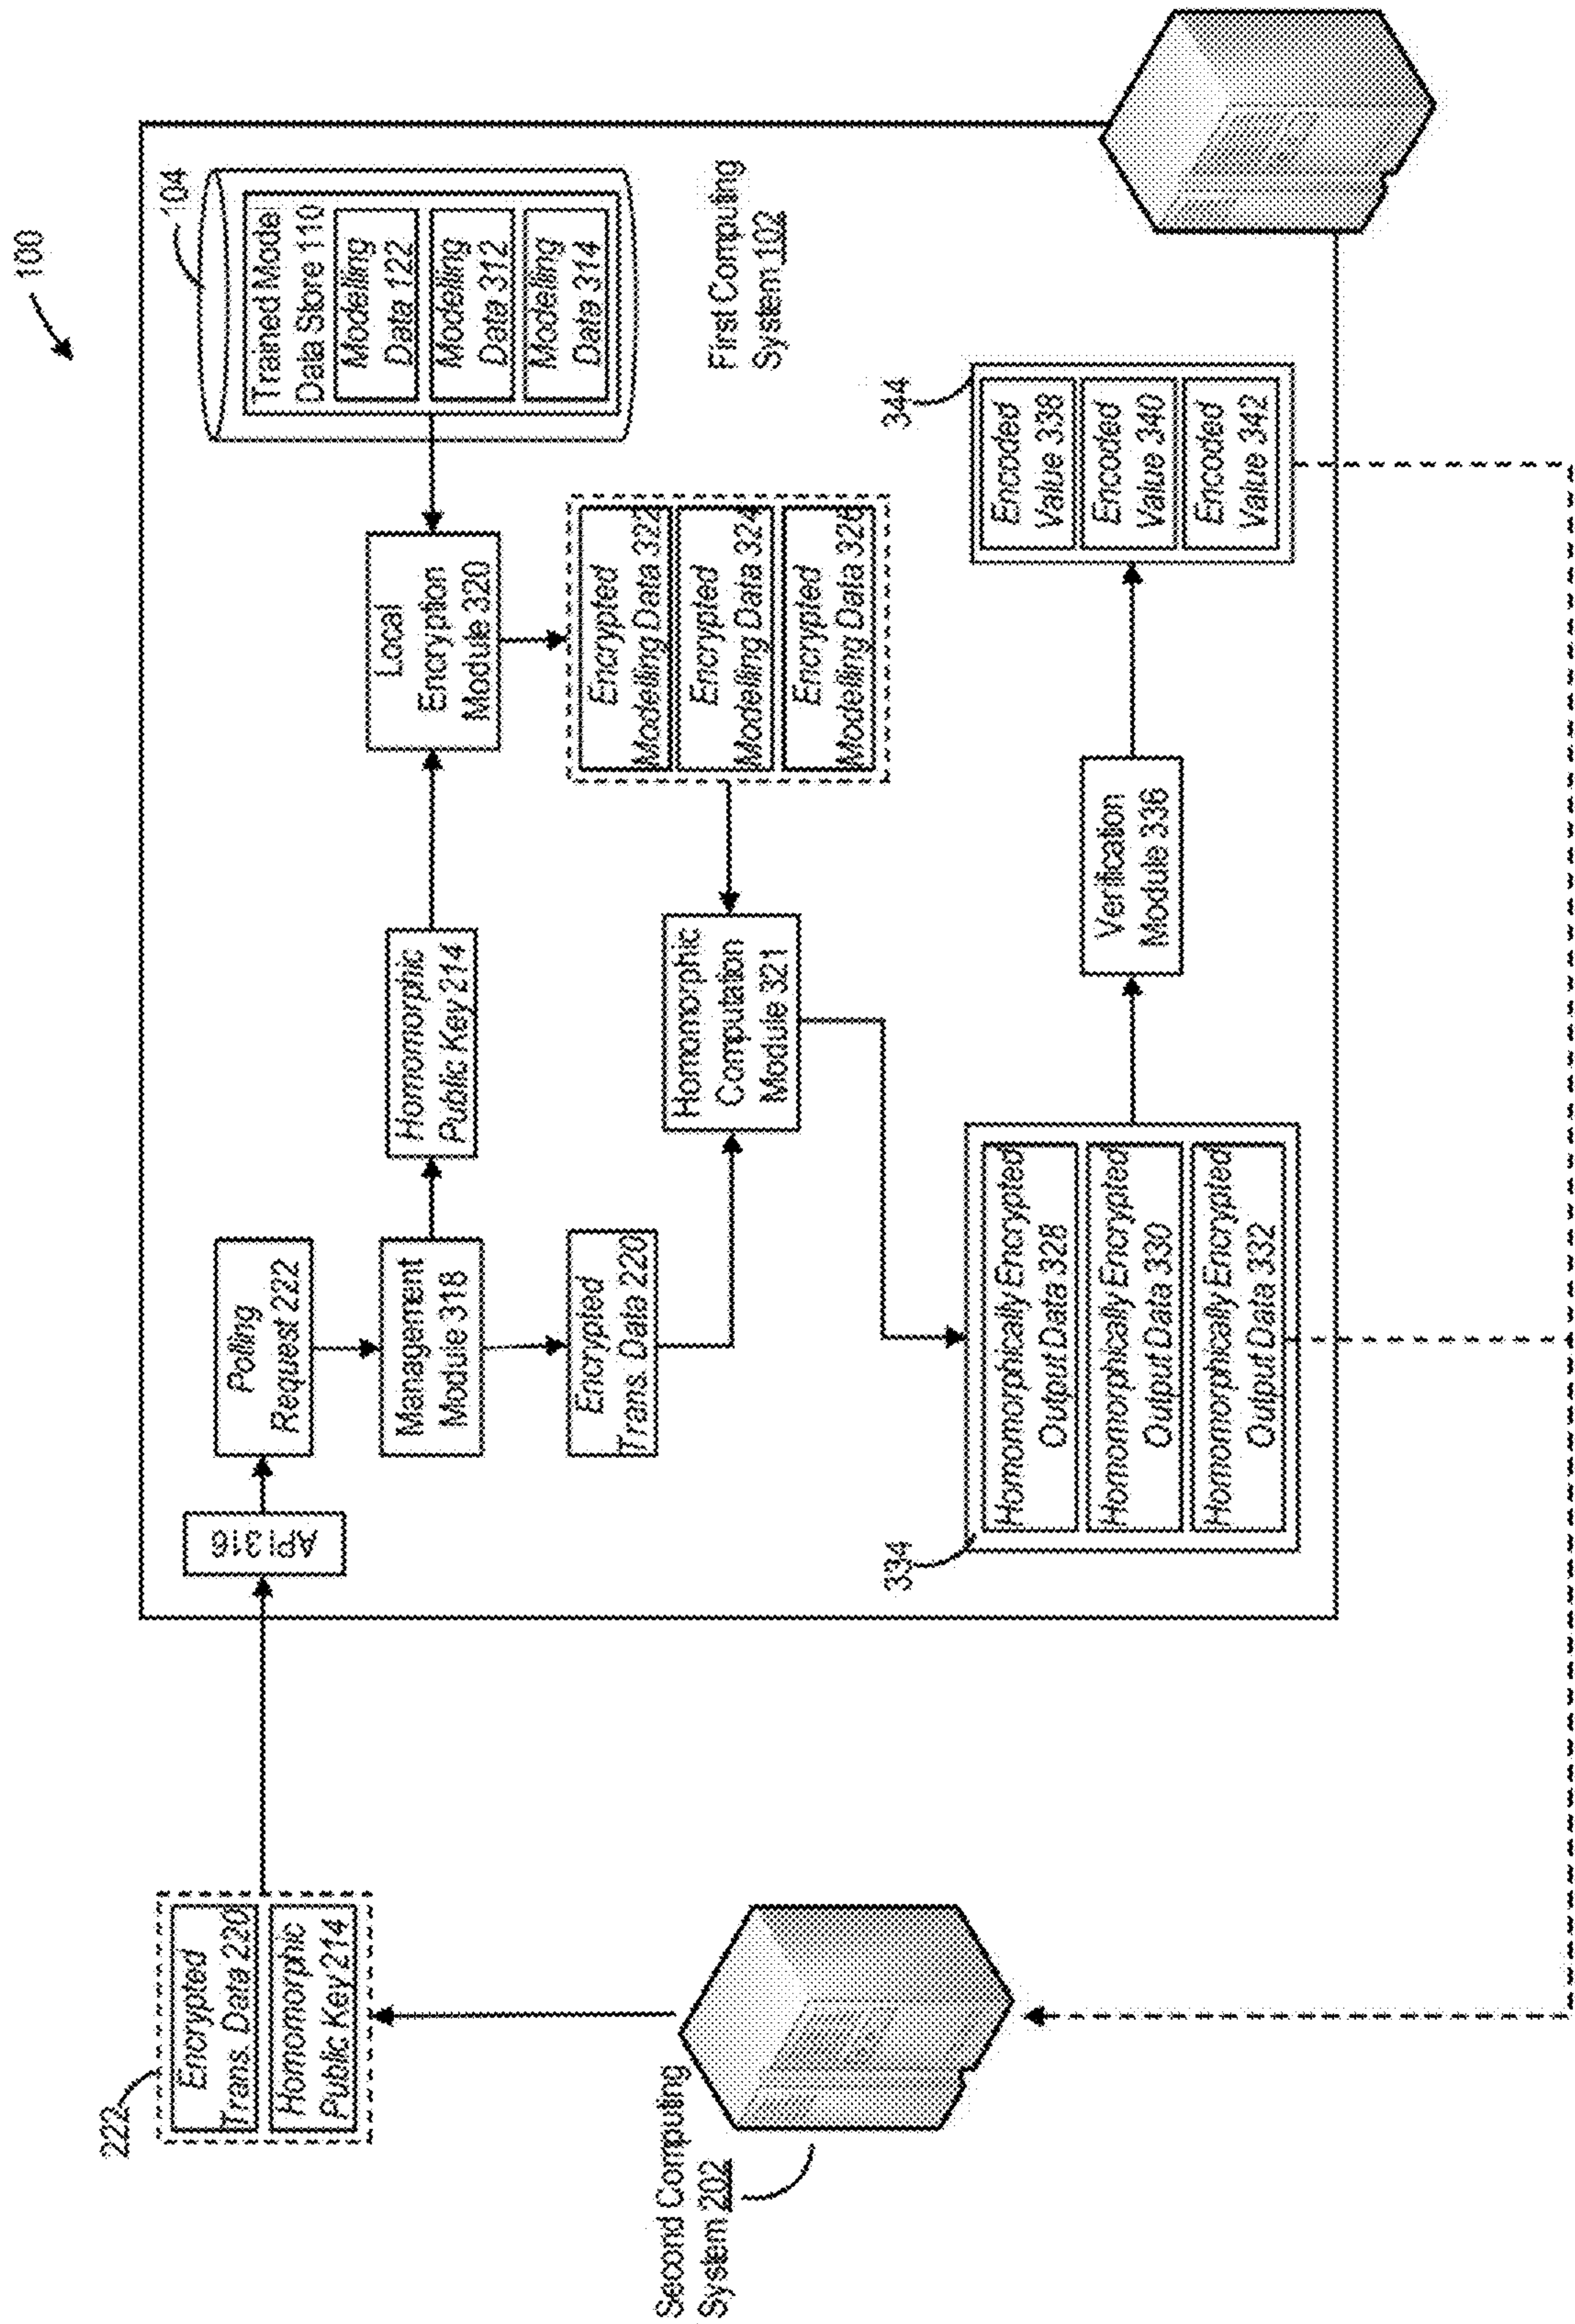 100
222
Encrypted
Trans. Data 220
Homomorphic
Public Key 214
Second Computing
System 202
API 316
Polling
Request 222
Management
Module 318
Encrypted
Trans. Data 220
Homomorphic
Public Key 214
Local
Encryption
Module 320
104
Trained Model
Data Store 110
Modelling
Data 122
Modelling
Data 312
Modelling
Data 314
Encrypted
Modelling Data 322
Encrypted
Modelling Data 324
Encrypted
Modelling Data 326
Homomorphic
Computation
Module 321
First Computing
System 102
334
Homomorphically Encrypted
Output Data 328
Homomorphically Encrypted
Output Data 330
Homomorphically Encrypted
Output Data 332
Verification
Module 336
344
Encoded
Value 338
Encoded
Value 340
Encoded
Value 342